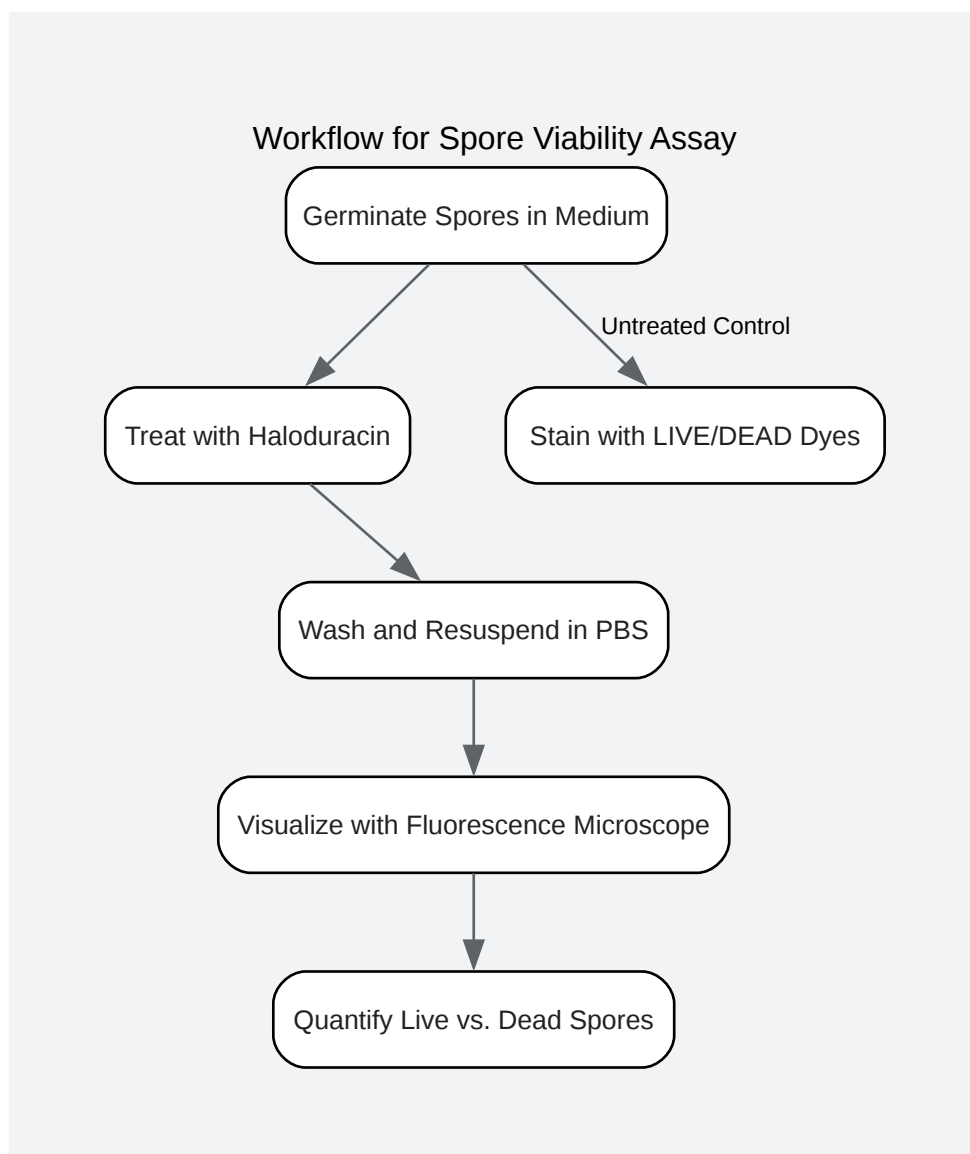 Workflow for Spore Viability Assay
Germinate Spores in Medium
Untreated Control
Treat with Haloduracin
Stain with LIVE/DEAD Dyes
Wash and Resuspend in PBS
Visualize with Fluorescence Microscope
Quantify Live vs. Dead Spores